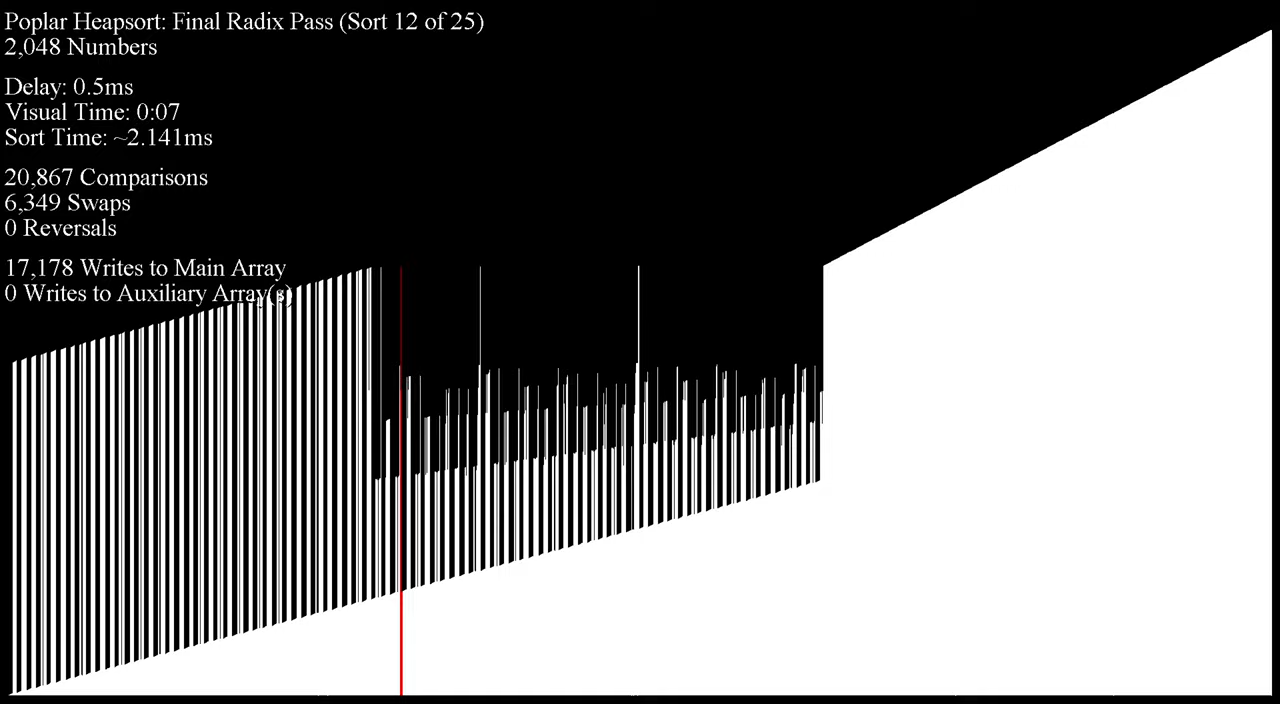 Poplar Heapsort: Final Radix Pass (Sort 12 of 25)
2,048 Numbers
Delay: 0.5ms
Visual Time: 0:07
Sort Time: ~2.141ms
20,867 Comparisons
6,349 Swaps
0 Reversals
17,178 Writes to Main Array
0 Writes to Auxiliary Array(s)